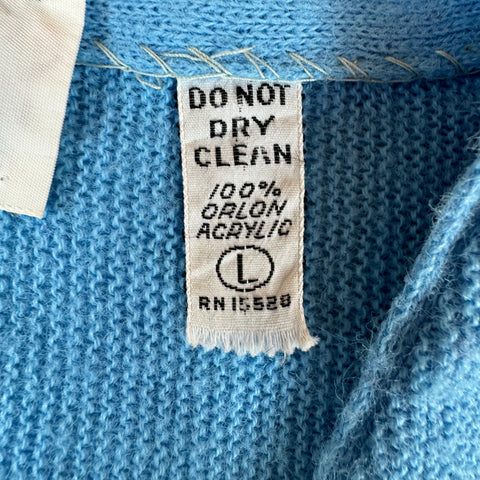 DO NOT
DRY
CLEAN
100%
ORLON
ACRYLIC
L
RN 15528